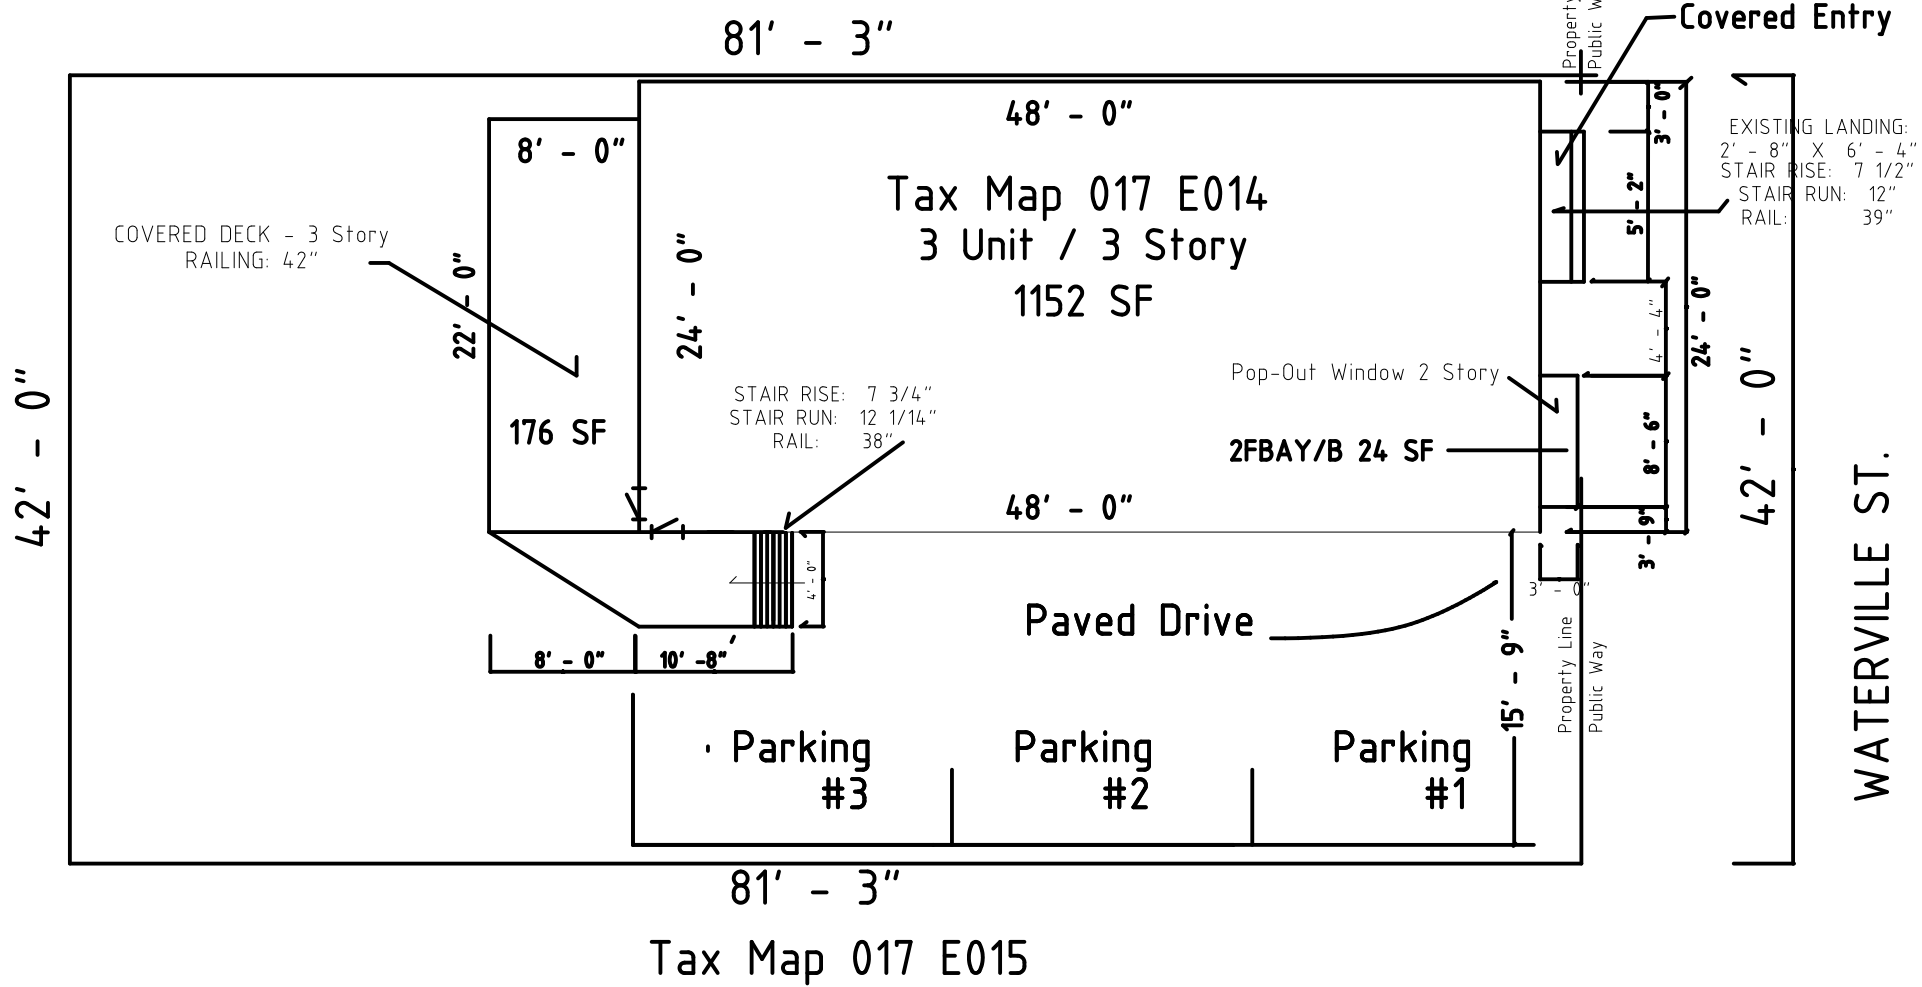 81' - 3"
Property
Public W
Covered Entry
48' - 0"
3' - 0"
8' - 0"
EXISTING LANDING:
2' - 8" X 6' - 4"
STAIR RISE: 7 1/2"
STAIR RUN: 12"
RAIL: 39"
Tax Map 017 E014
3 Unit / 3 Story
1152 SF
5' - 2"
COVERED DECK - 3 Story
RAILING: 42"
22' - 0"
24' - 0"
4' - 4"
24' - 0"
42' - 0"
42' - 0"
Pop-Out Window 2 Story
STAIR RISE: 7 3/4"
STAIR RUN: 12 1/14"
RAIL: 38"
176 SF
2FBAY/B 24 SF
8' - 6"
48' - 0"
3' - 9"
4' - 0"
3' - 0"
Paved Drive
15' - 9"
Property Line
Public Way
WATERVILLE ST.
8' - 0"
10' -8"
Parking
#3
Parking
#2
Parking
#1
81' - 3"
Tax Map 017 E015